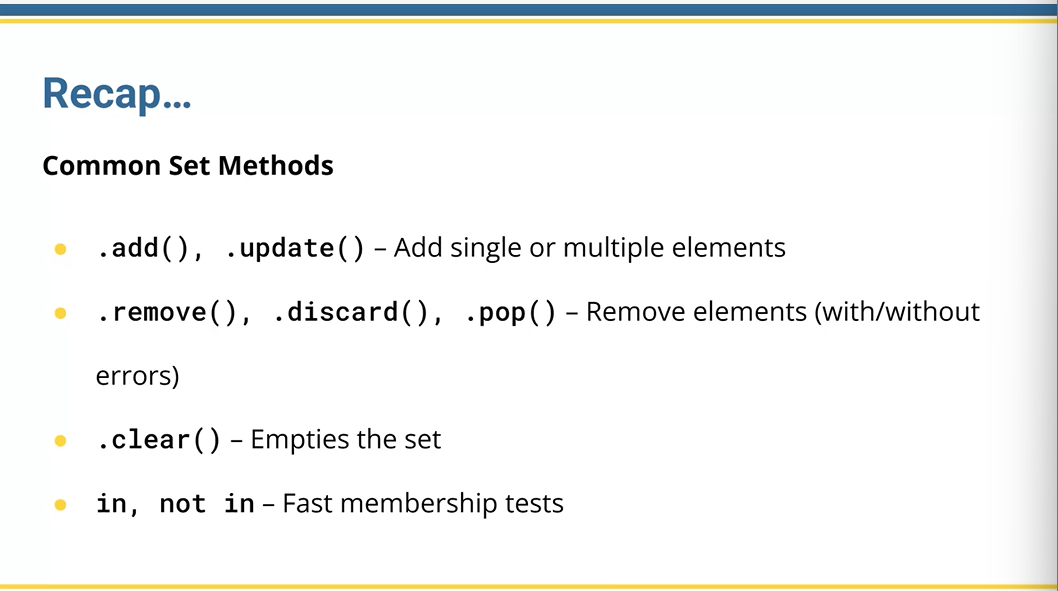 Recap…
Common Set Methods
.add(), .update() – Add single or multiple elements
.remove(), .discard(), .pop() – Remove elements (with/without
errors)
.clear() – Empties the set
in, not in – Fast membership tests